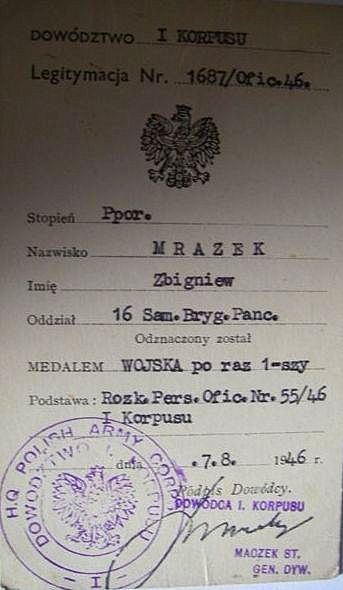 DOWÓDZTWO I KORPUSU
Legitymacja Nr. 1687/Ofic.46.
Stopień Ppor.
Nazwisko MRAZEK
Imię Zbigniew
Oddział 16 Sam.Bryg.Panc.
Odznaczony został
MEDALEM WOJSKA po raz 1-szy
Podstawa: Rozk.Pers.Ofic.Nr.55/46
I Korpusu
dnia .7.8. 1946 r.
Podpis Dowódcy.
DOWÓDCA I. KORPUSU
MACZEK ST.
GEN. DYW.
H.Q. POLISH ARMY CORPS
DOWÓDZTWO I KORPUSU
I